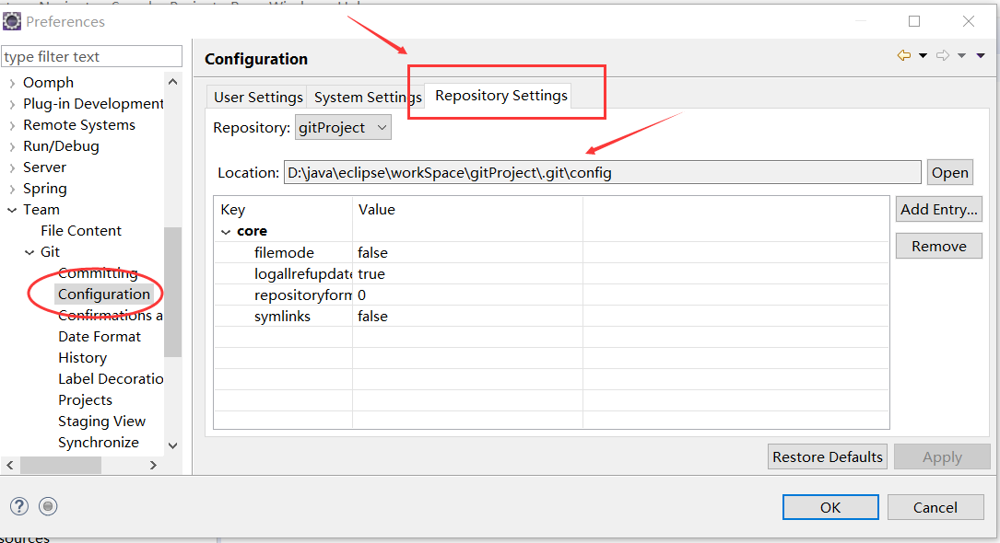 Preferences
type filter text
Configuration
Oomph
Plug-in Development
Remote Systems
Run/Debug
Server
Spring
Team
File Content
Git
Committing
Configuration
Confirmations a
Date Format
History
Label Decoratio
Projects
Staging View
Synchronize
User Settings System Settings Repository Settings
Repository: gitProject
Location: D:\java\eclipse\workSpace\gitProject\.git\config Open
Key Value Add Entry...
core
filemode false Remove
logallrefupdate true
repositoryform 0
symlinks false
Restore Defaults Apply
OK Cancel
sources